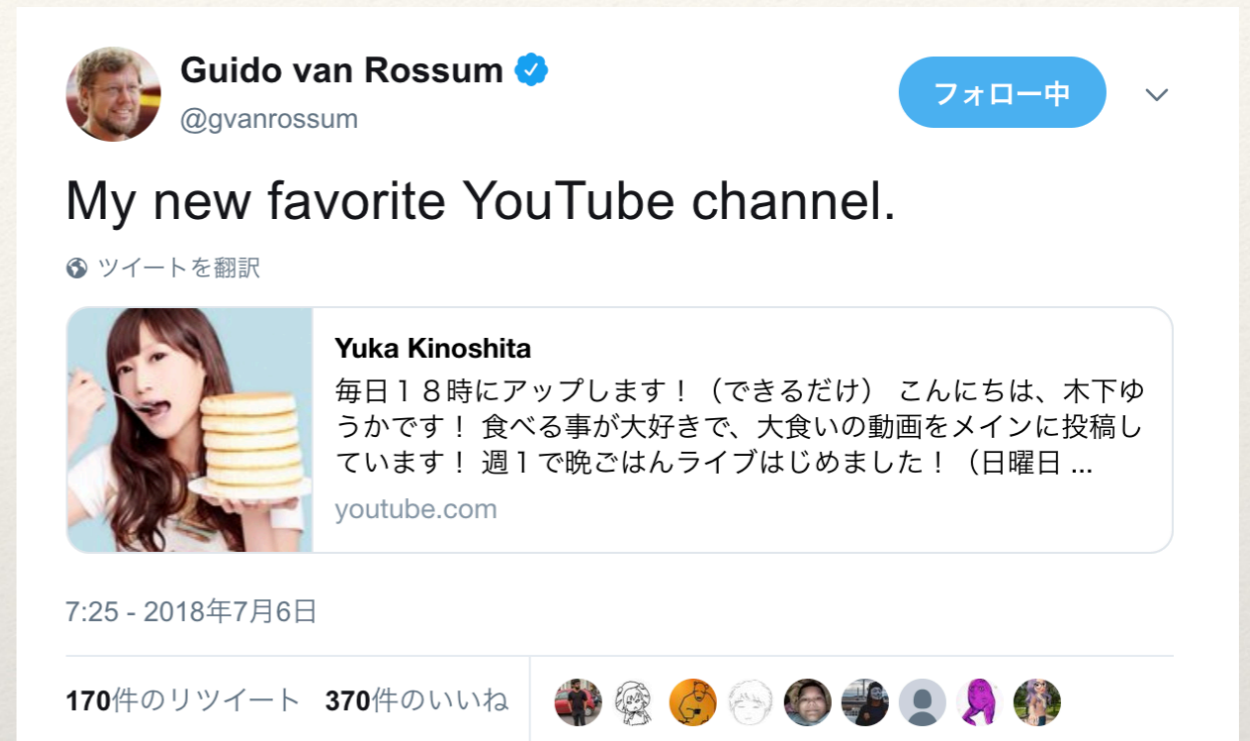 Guido van Rossum
@gvanrossum
フォロー中
My new favorite YouTube channel.
ツイートを翻訳
Yuka Kinoshita
毎日１８時にアップします！（できるだけ） こんにちは、木下ゆ
うかです！ 食べる事が大好きで、大食いの動画をメインに投稿し
ています！ 週１で晩ごはんライブはじめました！（日曜日 ...
youtube.com
7:25 - 2018年7月6日
170件のリツイート 370件のいいね